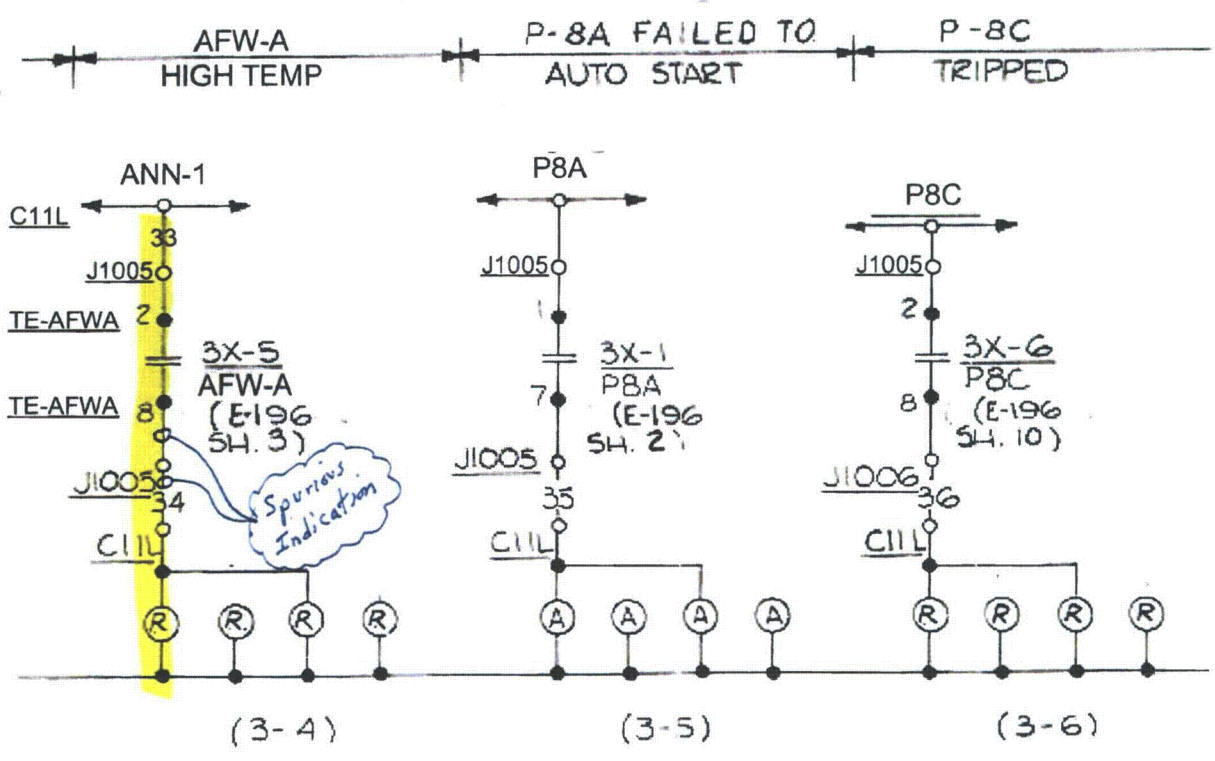 AFW-A
HIGH TEMP
P-8A FAILED TO
AUTO START
P-8C
TRIPPED
ANN-1
C11L
33
J1005
TE-AFWA
2
3X-5
AFW-A
(E-196
SH. 3)
TE-AFWA
8
J1005
34
Spurious
Indication
C11L
R
R
R
R
(3-4)
P8A
J1005
1
3X-1
P8A
(E-196
SH. 2)
7
J1005
35
C11L
A
A
A
A
(3-5)
P8C
J1005
2
3X-6
P8C
(E-196
SH. 10)
8
J1006
36
C11L
R
R
R
R
(3-6)